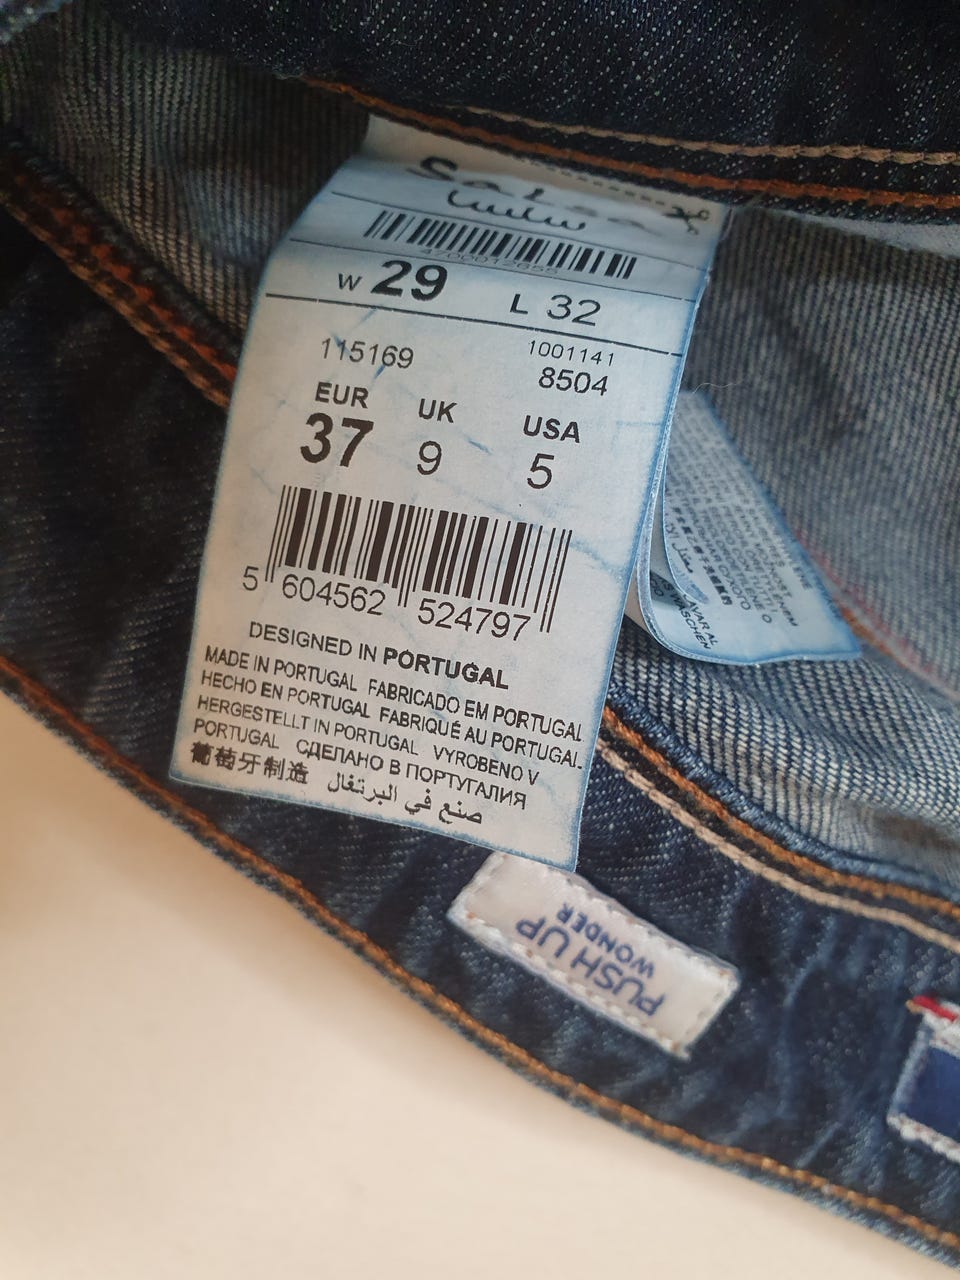 Salsa
سالسا
W 29 L 32
115169 1001141
8504
EUR UK USA
37 9 5
5 604562 524797
DESIGNED IN PORTUGAL
MADE IN PORTUGAL FABRICADO EM PORTUGAL
HECHO EN PORTUGAL FABRIQUÉ AU PORTUGAL.
HERGESTELLT IN PORTUGAL VYROBENO V
PORTUGAL СДЕЛАНО В ПОРТУГАЛИЯ
葡萄牙制造 صنع في البرتغال
PUSH UP
WONDER